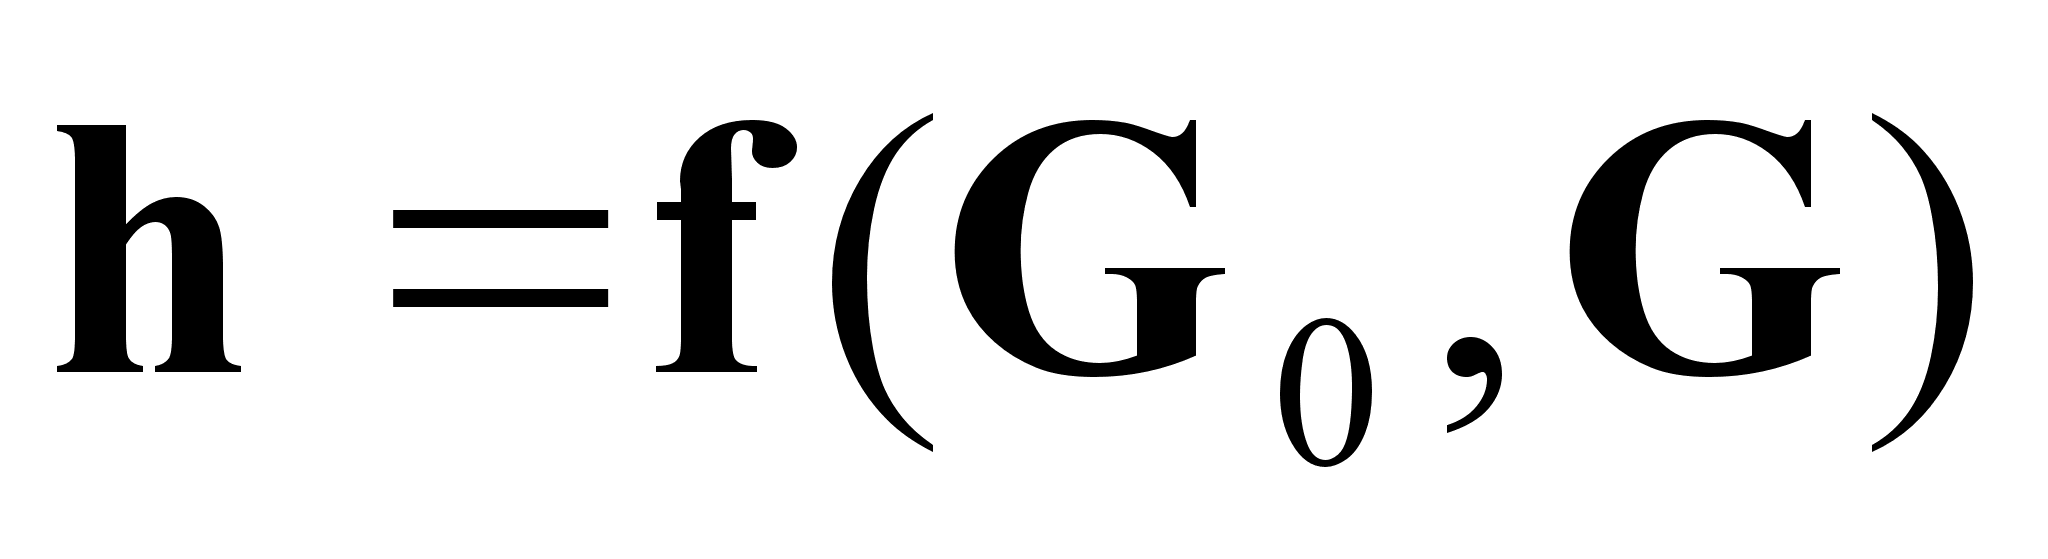 h = f(G₀, G)